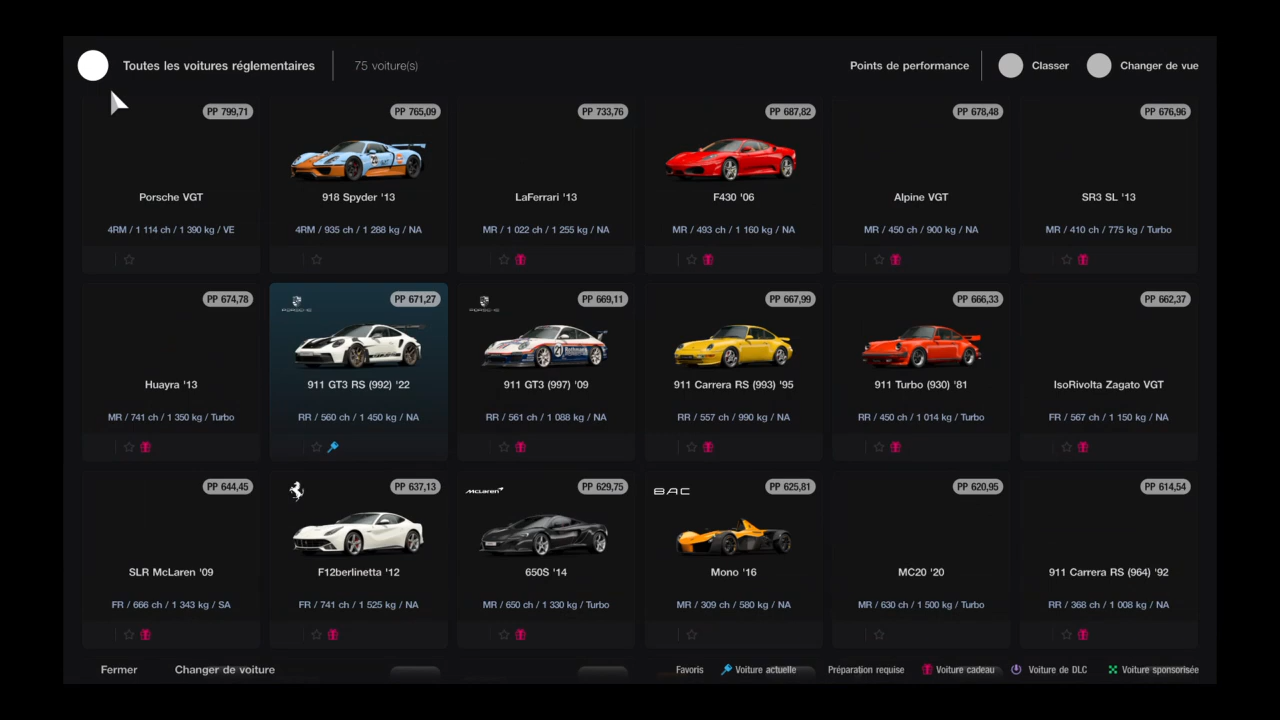 Toutes les voitures réglementaires
75 voiture(s)
Points de performance
Classer
Changer de vue
PP 799,71
Porsche VGT
4RM / 1 114 ch / 1 390 kg / VE
PP 765,09
918 Spyder '13
4RM / 935 ch / 1 288 kg / NA
PP 733,76
LaFerrari '13
MR / 1 022 ch / 1 255 kg / NA
PP 687,82
F430 '06
MR / 493 ch / 1 160 kg / NA
PP 678,48
Alpine VGT
MR / 450 ch / 900 kg / NA
PP 676,96
SR3 SL '13
MR / 410 ch / 775 kg / Turbo
PP 674,78
Huayra '13
MR / 741 ch / 1 350 kg / Turbo
PORSCHE
PP 671,27
911 GT3 RS (992) '22
RR / 560 ch / 1 450 kg / NA
PORSCHE
PP 669,11
911 GT3 (997) '09
RR / 561 ch / 1 088 kg / NA
PP 667,99
911 Carrera RS (993) '95
RR / 557 ch / 990 kg / NA
PP 666,33
911 Turbo (930) '81
RR / 450 ch / 1 014 kg / Turbo
PP 662,37
IsoRivolta Zagato VGT
FR / 567 ch / 1 150 kg / NA
PP 644,45
SLR McLaren '09
FR / 666 ch / 1 343 kg / SA
PP 637,13
F12berlinetta '12
FR / 741 ch / 1 525 kg / NA
McLaren
PP 629,75
650S '14
MR / 650 ch / 1 330 kg / Turbo
BAC
PP 625,81
Mono '16
MR / 309 ch / 580 kg / NA
PP 620,95
MC20 '20
MR / 630 ch / 1 500 kg / Turbo
PP 614,54
911 Carrera RS (964) '92
RR / 368 ch / 1 008 kg / NA
Fermer
Changer de voiture
Favoris
Voiture actuelle
Préparation requise
Voiture cadeau
Voiture de DLC
Voiture sponsorisée